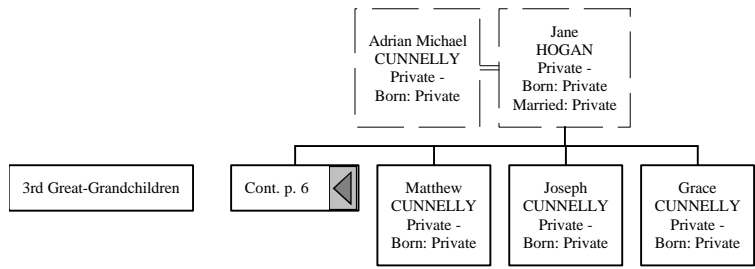 Adrian Michael
CUNNELLY
Private -
Born: Private
Jane
HOGAN
Private -
Born: Private
Married: Private
3rd Great-Grandchildren
Cont. p. 6
Matthew
CUNNELLY
Private -
Born: Private
Joseph
CUNNELLY
Private -
Born: Private
Grace
CUNNELLY
Private -
Born: Private